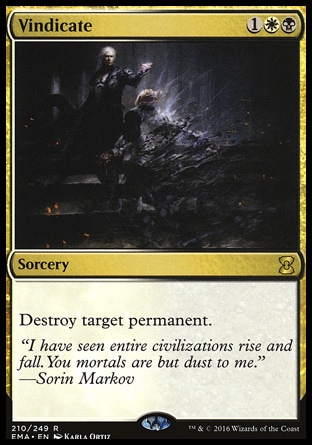 Vindicate 1
Sorcery
Destroy target permanent.
“I have seen entire civilizations rise and
fall. You mortals are but dust to me.”
—Sorin Markov
210/249 R
EMA • EN Karla Ortiz ™ & © 2016 Wizards of the Coast